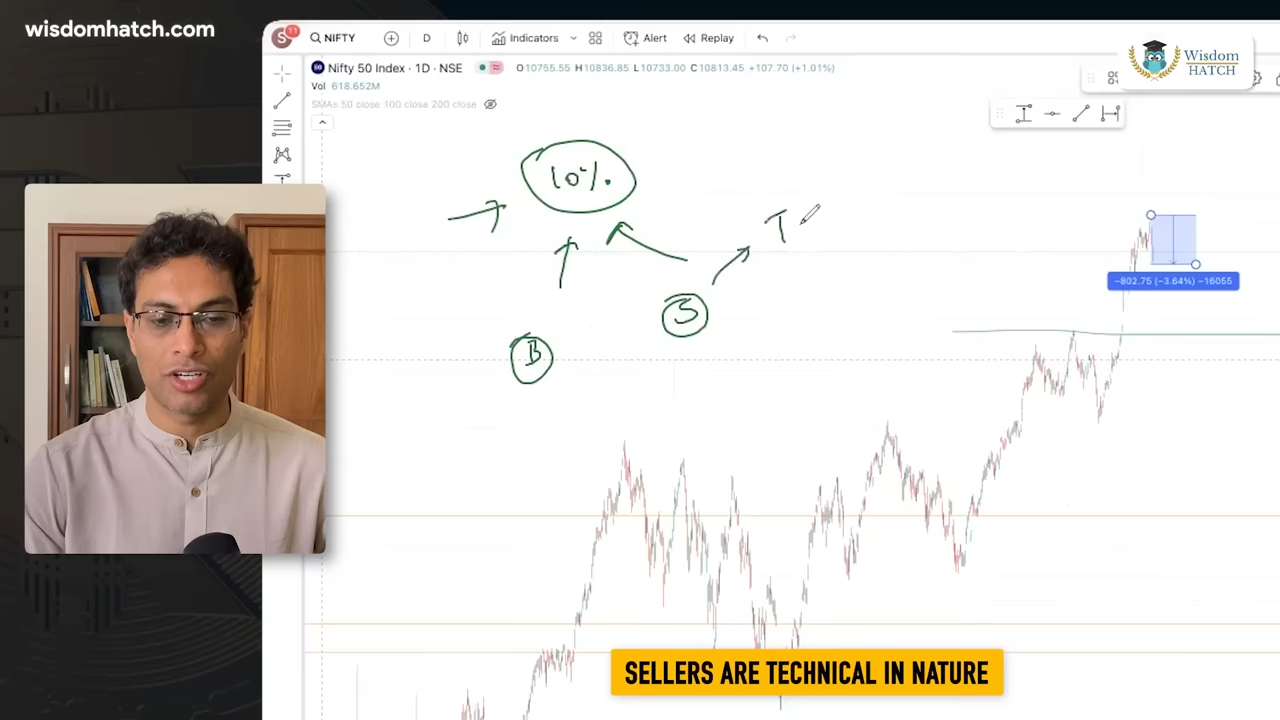 wisdomhatch.com
S 11 NIFTY D Indicators Alert Replay
Nifty 50 Index · 1D · NSE O10755.55 H10836.85 L10733.00 C10813.45 +107.70 (+1.01%)
Wisdom
HATCH
Vol 618.652M
SMAs 50 close 100 close 200 close
10%
T
−802.75 (−3.64%) −16055
S
B
SELLERS ARE TECHNICAL IN NATURE